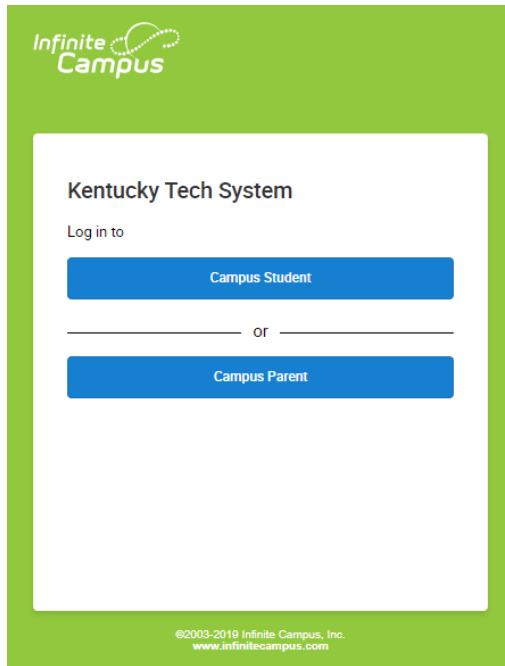 Infinite
Campus
Kentucky Tech System
Log in to
Campus Student
or
Campus Parent
©2003-2019 Infinite Campus, Inc.
www.infinitecampus.com